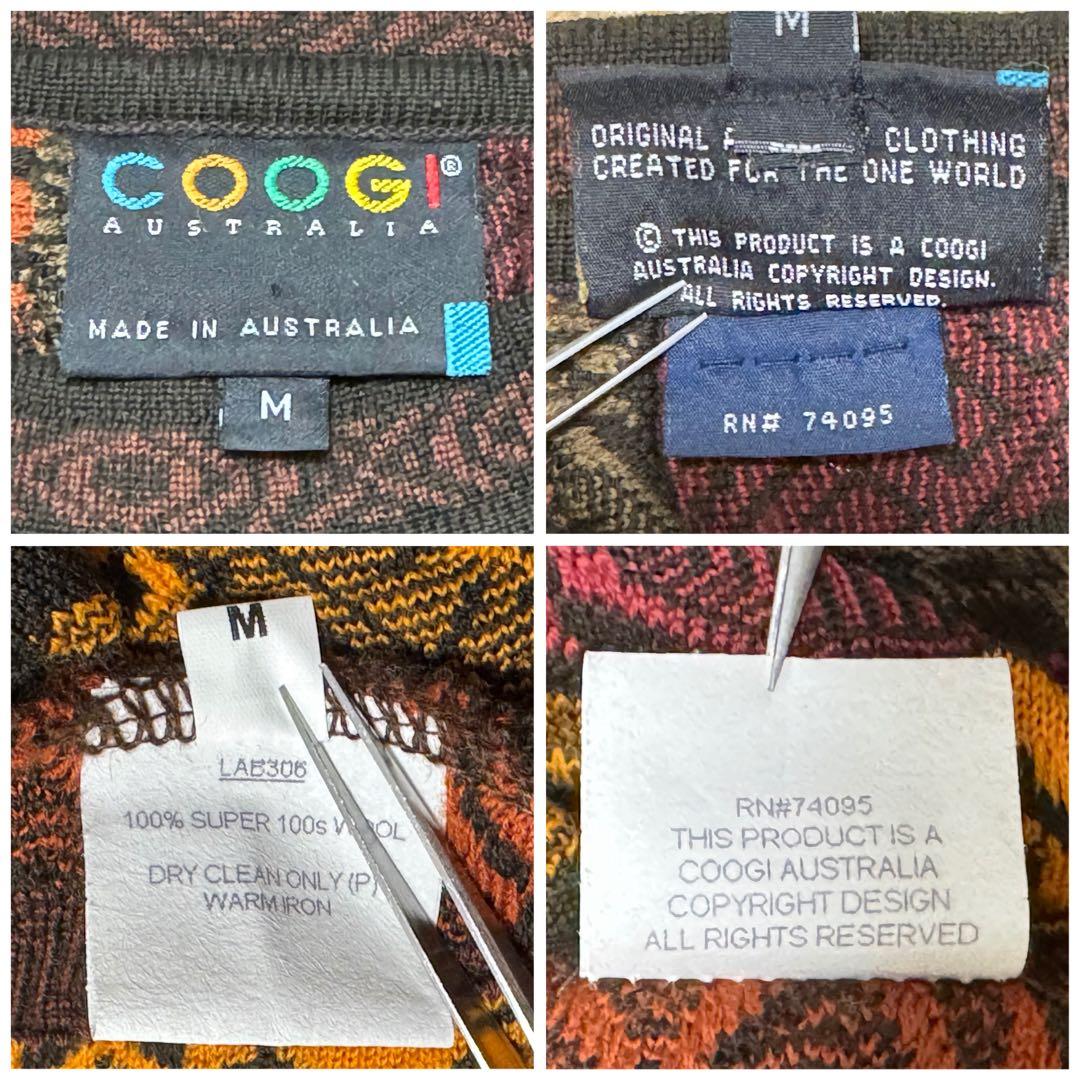 COOGI®
AUSTRALIA
MADE IN AUSTRALIA
M
M
ORIGINAL CLOTHING
CREATED FOR THE ONE WORLD
© THIS PRODUCT IS A COOGI
AUSTRALIA COPYRIGHT DESIGN.
ALL RIGHTS RESERVED.
RN# 74095
M
LAB306
100% SUPER 100s WOOL
DRY CLEAN ONLY (P)
WARM IRON
RN#74095
THIS PRODUCT IS A
COOGI AUSTRALIA
COPYRIGHT DESIGN
ALL RIGHTS RESERVED